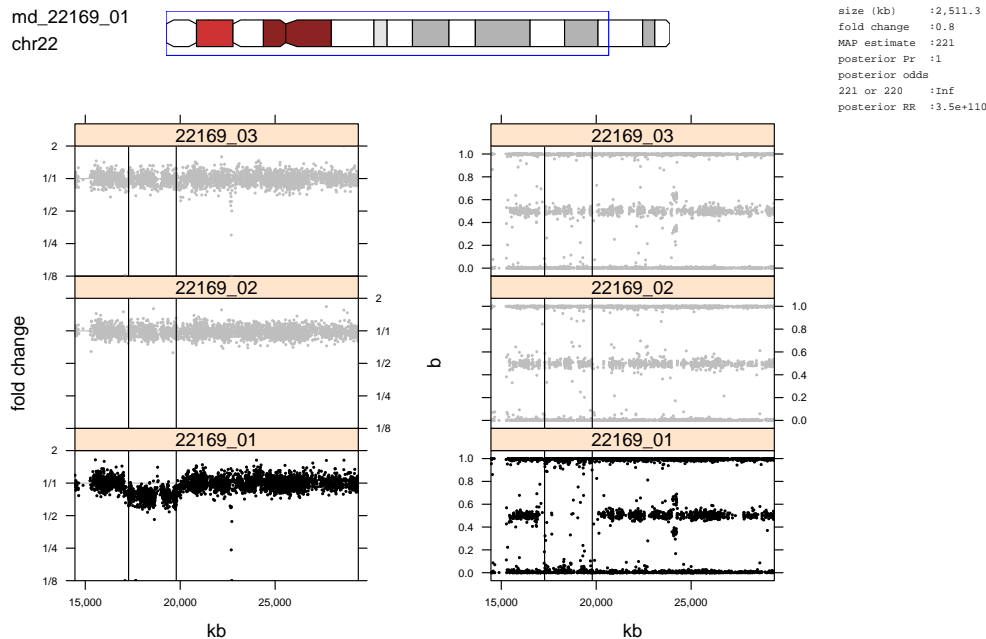 md_22169_01
chr22
size (kb) :2,511.3
fold change :0.8
MAP estimate :221
posterior Pr :1
posterior odds
221 or 220 :Inf
posterior RR :3.5e+110
22169_03
2
1/1
1/2
1/4
1/8
22169_02
2
1/1
1/2
1/4
1/8
22169_01
2
1/1
1/2
1/4
1/8
15,000 20,000 25,000
kb
fold change
22169_03
1.0
0.8
0.6
0.4
0.2
0.0
22169_02
1.0
0.8
0.6
0.4
0.2
0.0
22169_01
1.0
0.8
0.6
0.4
0.2
0.0
15,000 20,000 25,000
kb
b